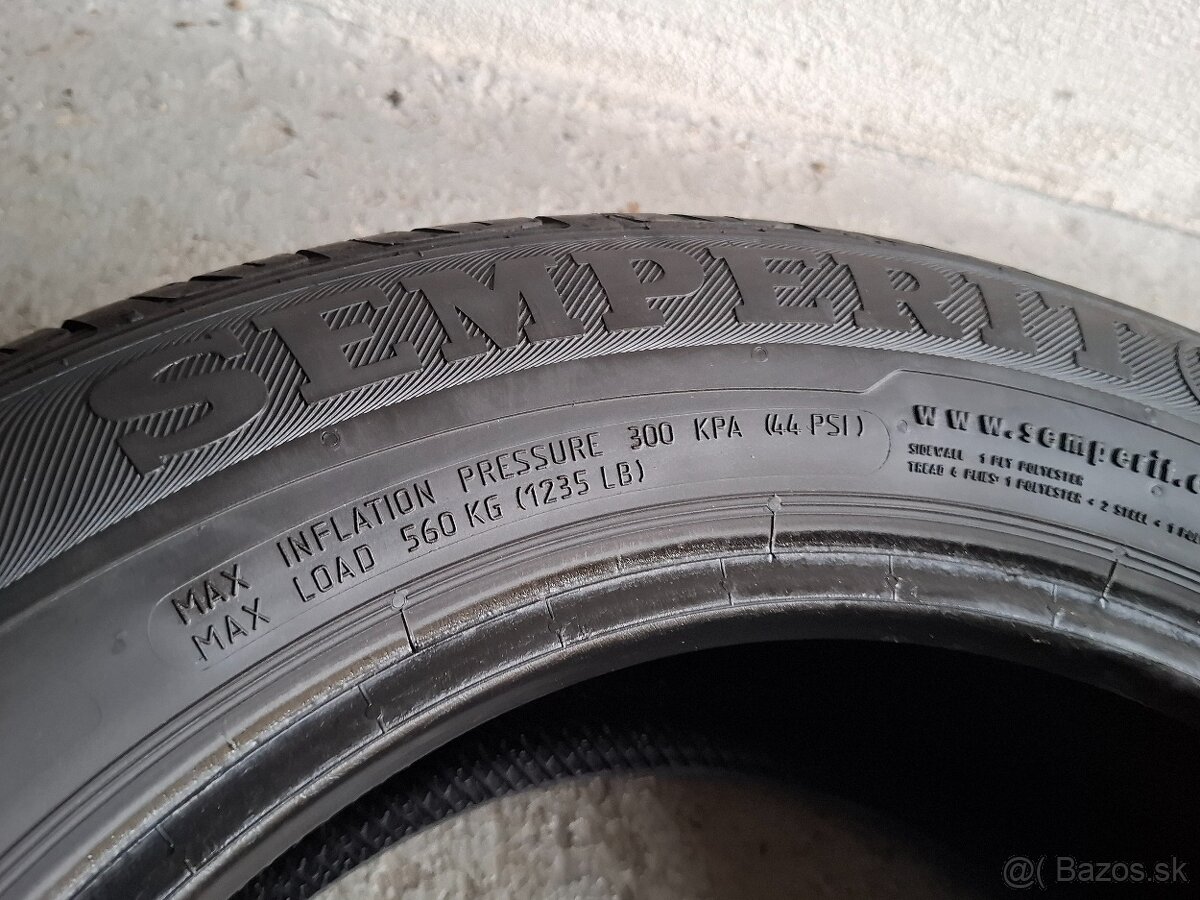 SEMPERIT
MAX INFLATION PRESSURE 300 KPA (44 PSI)
MAX LOAD 560 KG (1235 LB)
www.semperit.c
SIDEWALL 1 PLY POLYESTER
TREAD 4 PLIES: 1 POLYESTER + 2 STEEL + 1
@( Bazos.sk